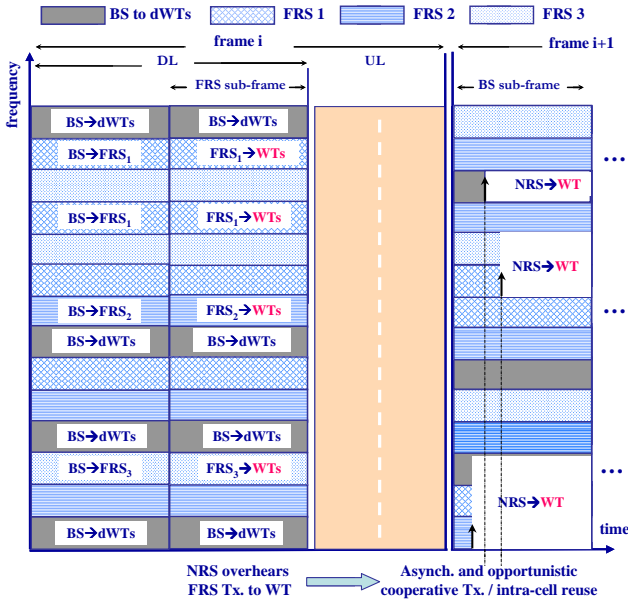 BS to dWTs FRS 1 FRS 2 FRS 3
frame i frame i+1
DL UL
FRS sub-frame BS sub-frame
frequency
BS→dWTs BS→dWTs
BS→FRS1 FRS1→WTs
NRS→WT
BS→FRS1 FRS1→WTs
NRS→WT
BS→FRS2 FRS2→WTs
BS→dWTs BS→dWTs
BS→dWTs BS→dWTs
BS→FRS3 FRS3→WTs
NRS→WT
BS→dWTs BS→dWTs
time
...
...
...
NRS overhears Asynch. and opportunistic
FRS Tx. to WT cooperative Tx. / intra-cell reuse